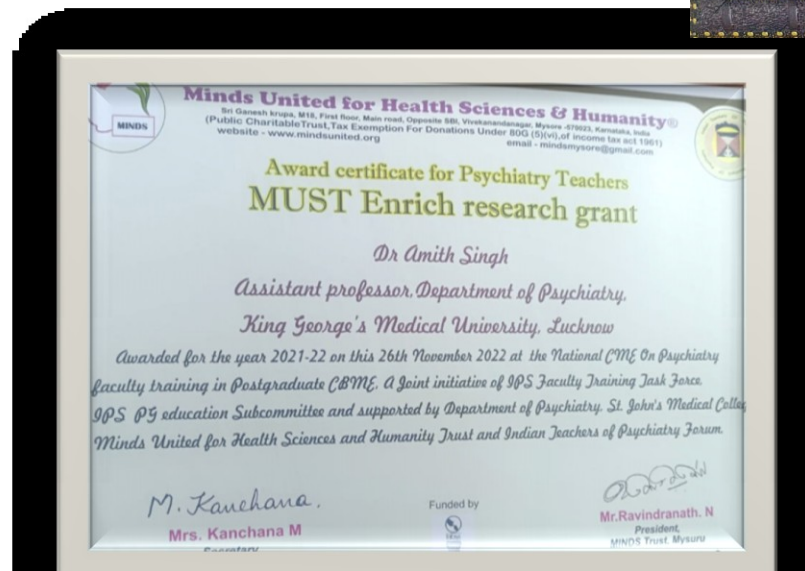 MINDS
Minds United for Health Sciences & Humanity®
Sri Ganesh krupa, M18, First floor, Main road, Opposite SBI, Vivekanandanagar, Mysore -570023, Karnataka, India
(Public CharitableTrust,Tax Exemption For Donations Under 80G (5)(vi),of income tax act 1961)
website - www.mindsunited.org email - mindsmysore@gmail.com
Award certificate for Psychiatry Teachers
MUST Enrich research grant
Dr Amith Singh
Assistant professor, Department of Psychiatry,
King George's Medical University, Lucknow
Awarded for the year 2021-22 on this 26th November 2022 at the National CME On Psychiatry
faculty training in Postgraduate CBME. A Joint initiative of IPS Faculty Training Task Force,
IPS PG education Subcommittee and supported by Department of Psychiatry, St. John's Medical Colleg
Minds United for Health Sciences and Humanity Trust and Indian Teachers of Psychiatry Forum.
M. Kanchana.
Funded by
Mrs. Kanchana M
Secretary
Mr.Ravindranath. N
President,
MINDS Trust, Mysuru